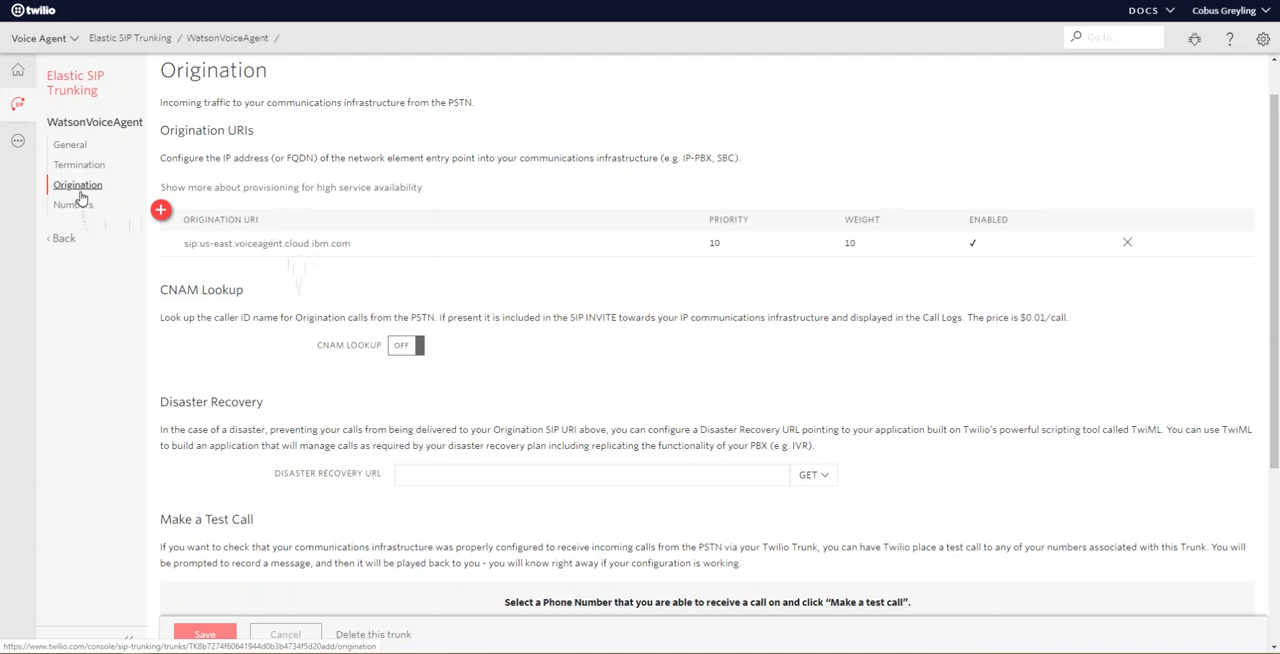 twilio
DOCS
Cobus Greyling
Voice Agent
Elastic SIP Trunking / WatsonVoiceAgent /
Go to...
?
Elastic SIP
Trunking
WatsonVoiceAgent
General
Termination
Origination
Numbers
‹ Back
Origination
Incoming traffic to your communications infrastructure from the PSTN.
Origination URIs
Configure the IP address (or FQDN) of the network element entry point into your communications infrastructure (e.g. IP-PBX, SBC).
Show more about provisioning for high service availability
ORIGINATION URI PRIORITY WEIGHT ENABLED
sip:us-east.voiceagent.cloud.ibm.com 10 10 ✓
CNAM Lookup
Look up the caller ID name for Origination calls from the PSTN. If present it is included in the SIP INVITE towards your IP communications infrastructure and displayed in the Call Logs. The price is $0.01/call.
CNAM LOOKUP OFF
Disaster Recovery
In the case of a disaster, preventing your calls from being delivered to your Origination SIP URI above, you can configure a Disaster Recovery URL pointing to your application built on Twilio's powerful scripting tool called TwiML. You can use TwiML
to build an application that will manage calls as required by your disaster recovery plan including replicating the functionality of your PBX (e.g. IVR).
DISASTER RECOVERY URL GET
Make a Test Call
If you want to check that your communications infrastructure was properly configured to receive incoming calls from the PSTN via your Twilio Trunk, you can have Twilio place a test call to any of your numbers associated with this Trunk. You will
be prompted to record a message, and then it will be played back to you - you will know right away if your configuration is working.
Select a Phone Number that you are able to receive a call on and click “Make a test call”.
Save Cancel Delete this trunk
https://www.twilio.com/console/sip-trunking/trunks/TK8b7274f60641944d0b3b4734f5d20add/origination